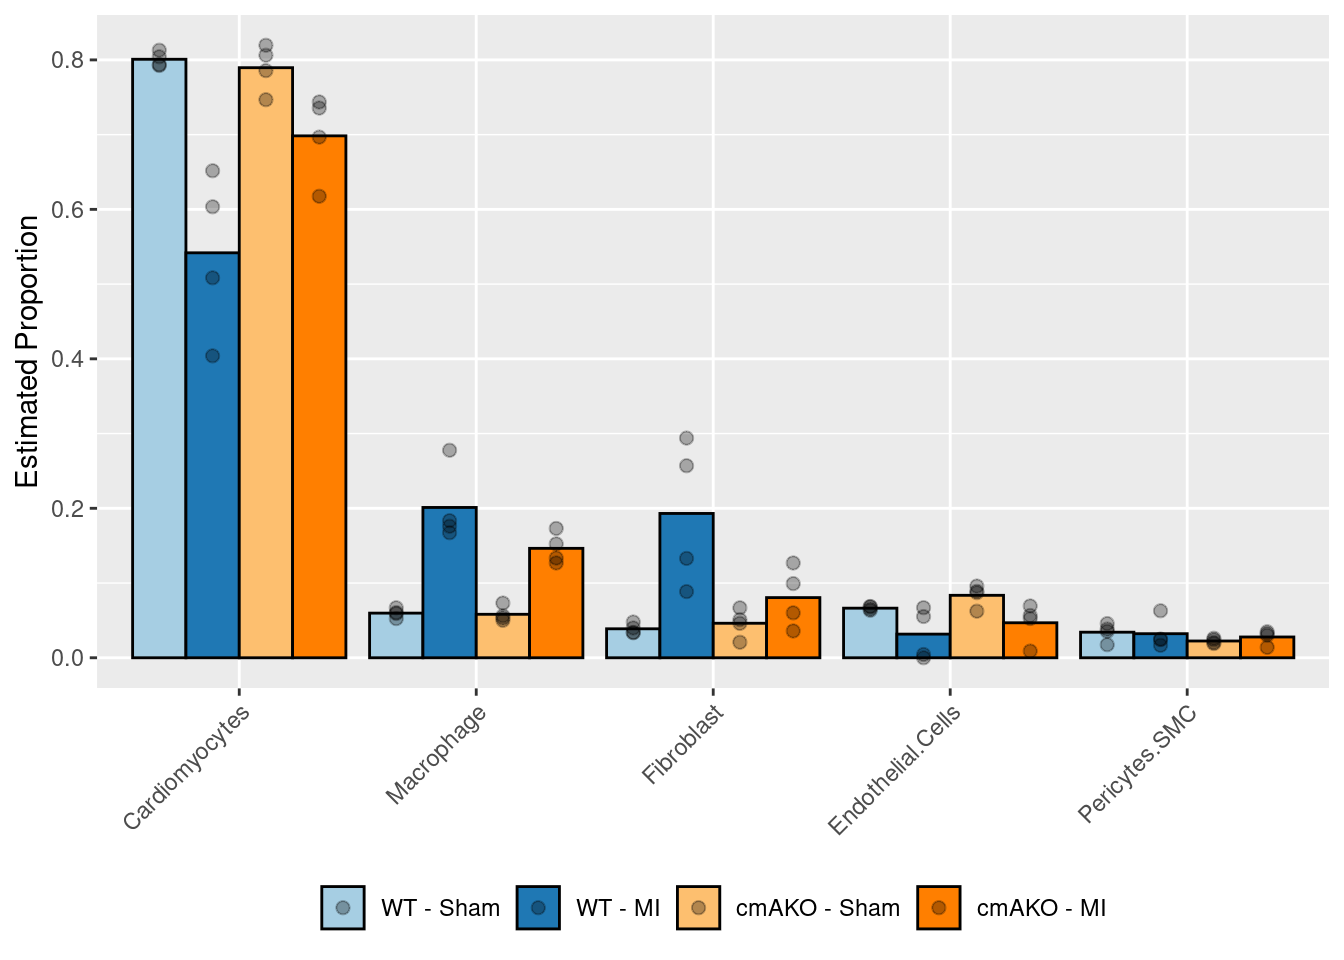 Estimated Proportion
0.8
0.6
0.4
0.2
0.0
Cardiomyocytes
Macrophage
Fibroblast
Endothelial.Cells
Pericytes.SMC
WT - Sham
WT - MI
cmAKO - Sham
cmAKO - MI